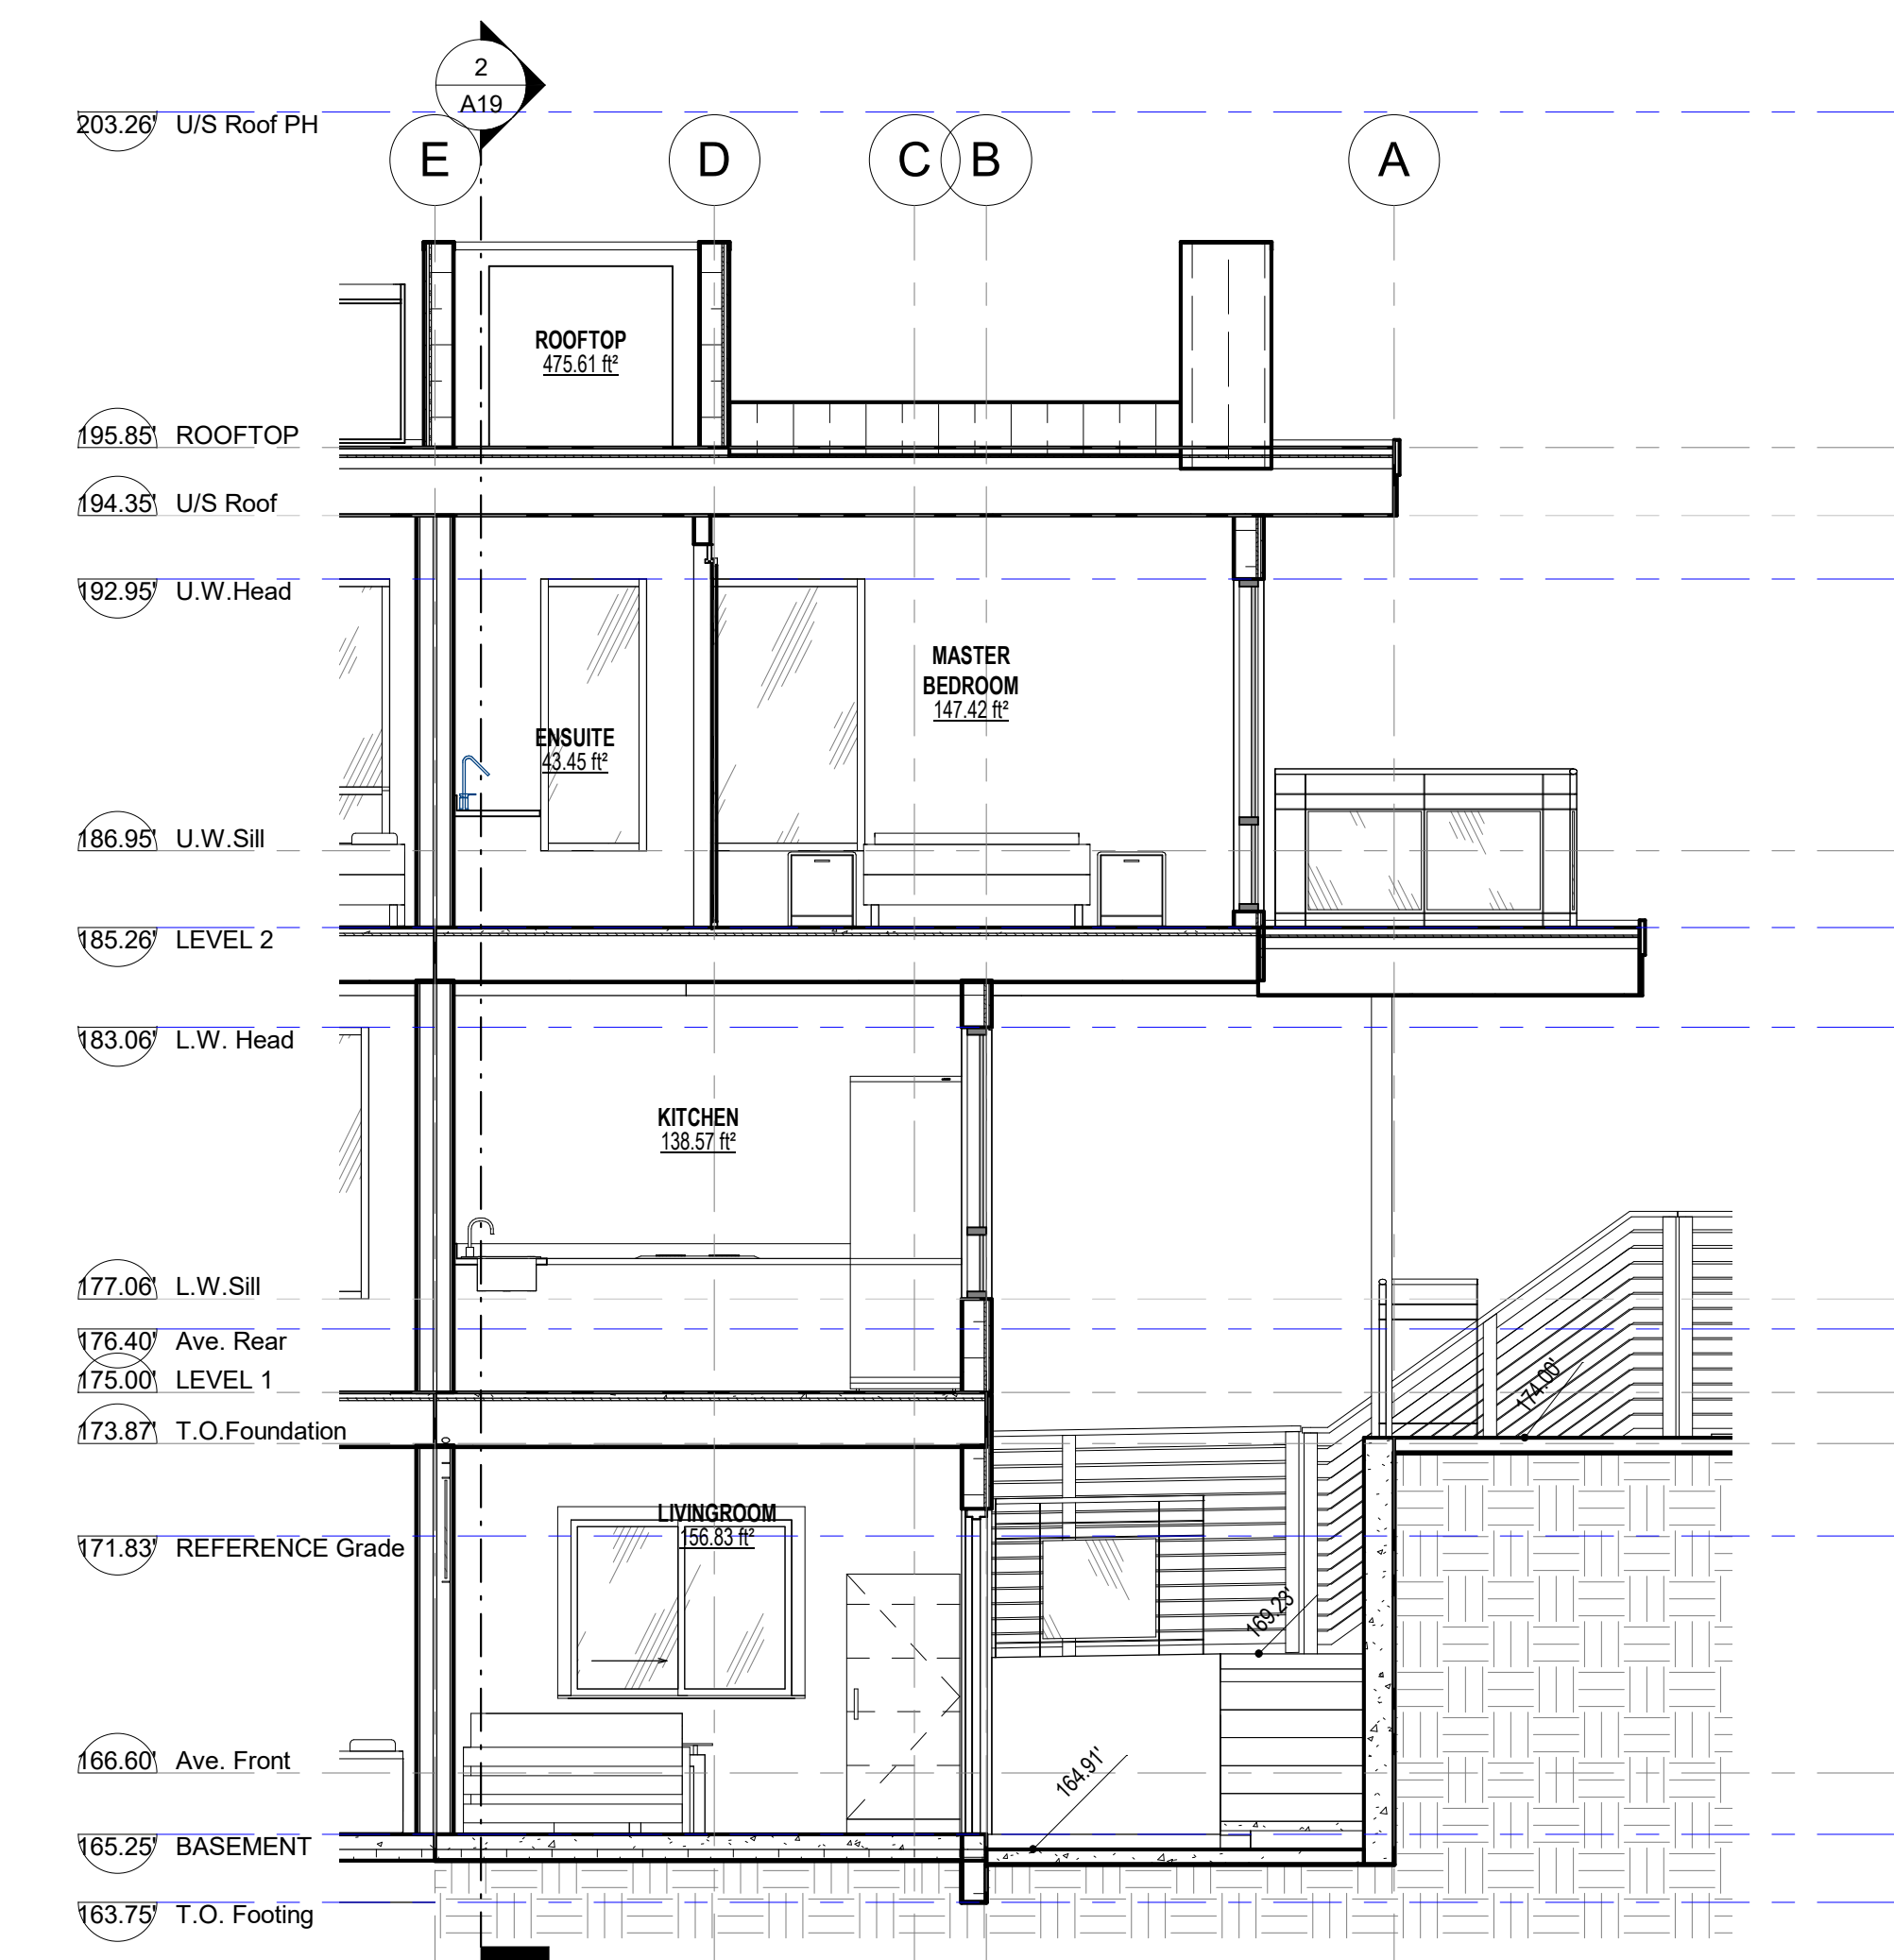 2
A19
203.26' U/S Roof PH
E D C B A
ROOFTOP
475.61 ft²
195.85' ROOFTOP
194.35' U/S Roof
192.95' U.W.Head
MASTER
BEDROOM
147.42 ft²
ENSUITE
43.45 ft²
186.95' U.W.Sill
185.26' LEVEL 2
183.06' L.W. Head
KITCHEN
138.57 ft²
177.06' L.W.Sill
176.40' Ave. Rear
175.00' LEVEL 1
174.00'
173.87' T.O.Foundation
LIVINGROOM
156.83 ft²
171.83' REFERENCE Grade
169.23'
166.60' Ave. Front
164.91'
165.25' BASEMENT
163.75' T.O. Footing